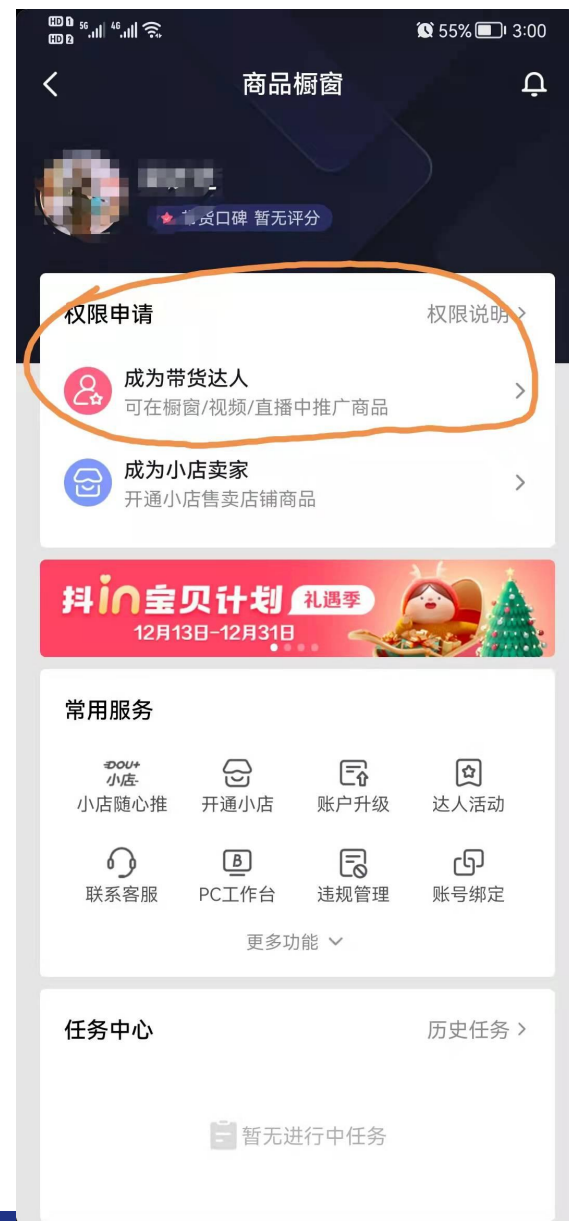 HD 1 5G 4G 55% 3:00
HD 2
商品橱窗
货口碑 暂无评分
权限申请 权限说明
成为带货达人
可在橱窗/视频/直播中推广商品
成为小店卖家
开通小店售卖店铺商品
抖in宝贝计划 礼遇季
12月13日-12月31日
常用服务
DOU+
小店
小店随心推 开通小店 账户升级 达人活动
联系客服 PC工作台 违规管理 账号绑定
更多功能
任务中心 历史任务
暂无进行中任务